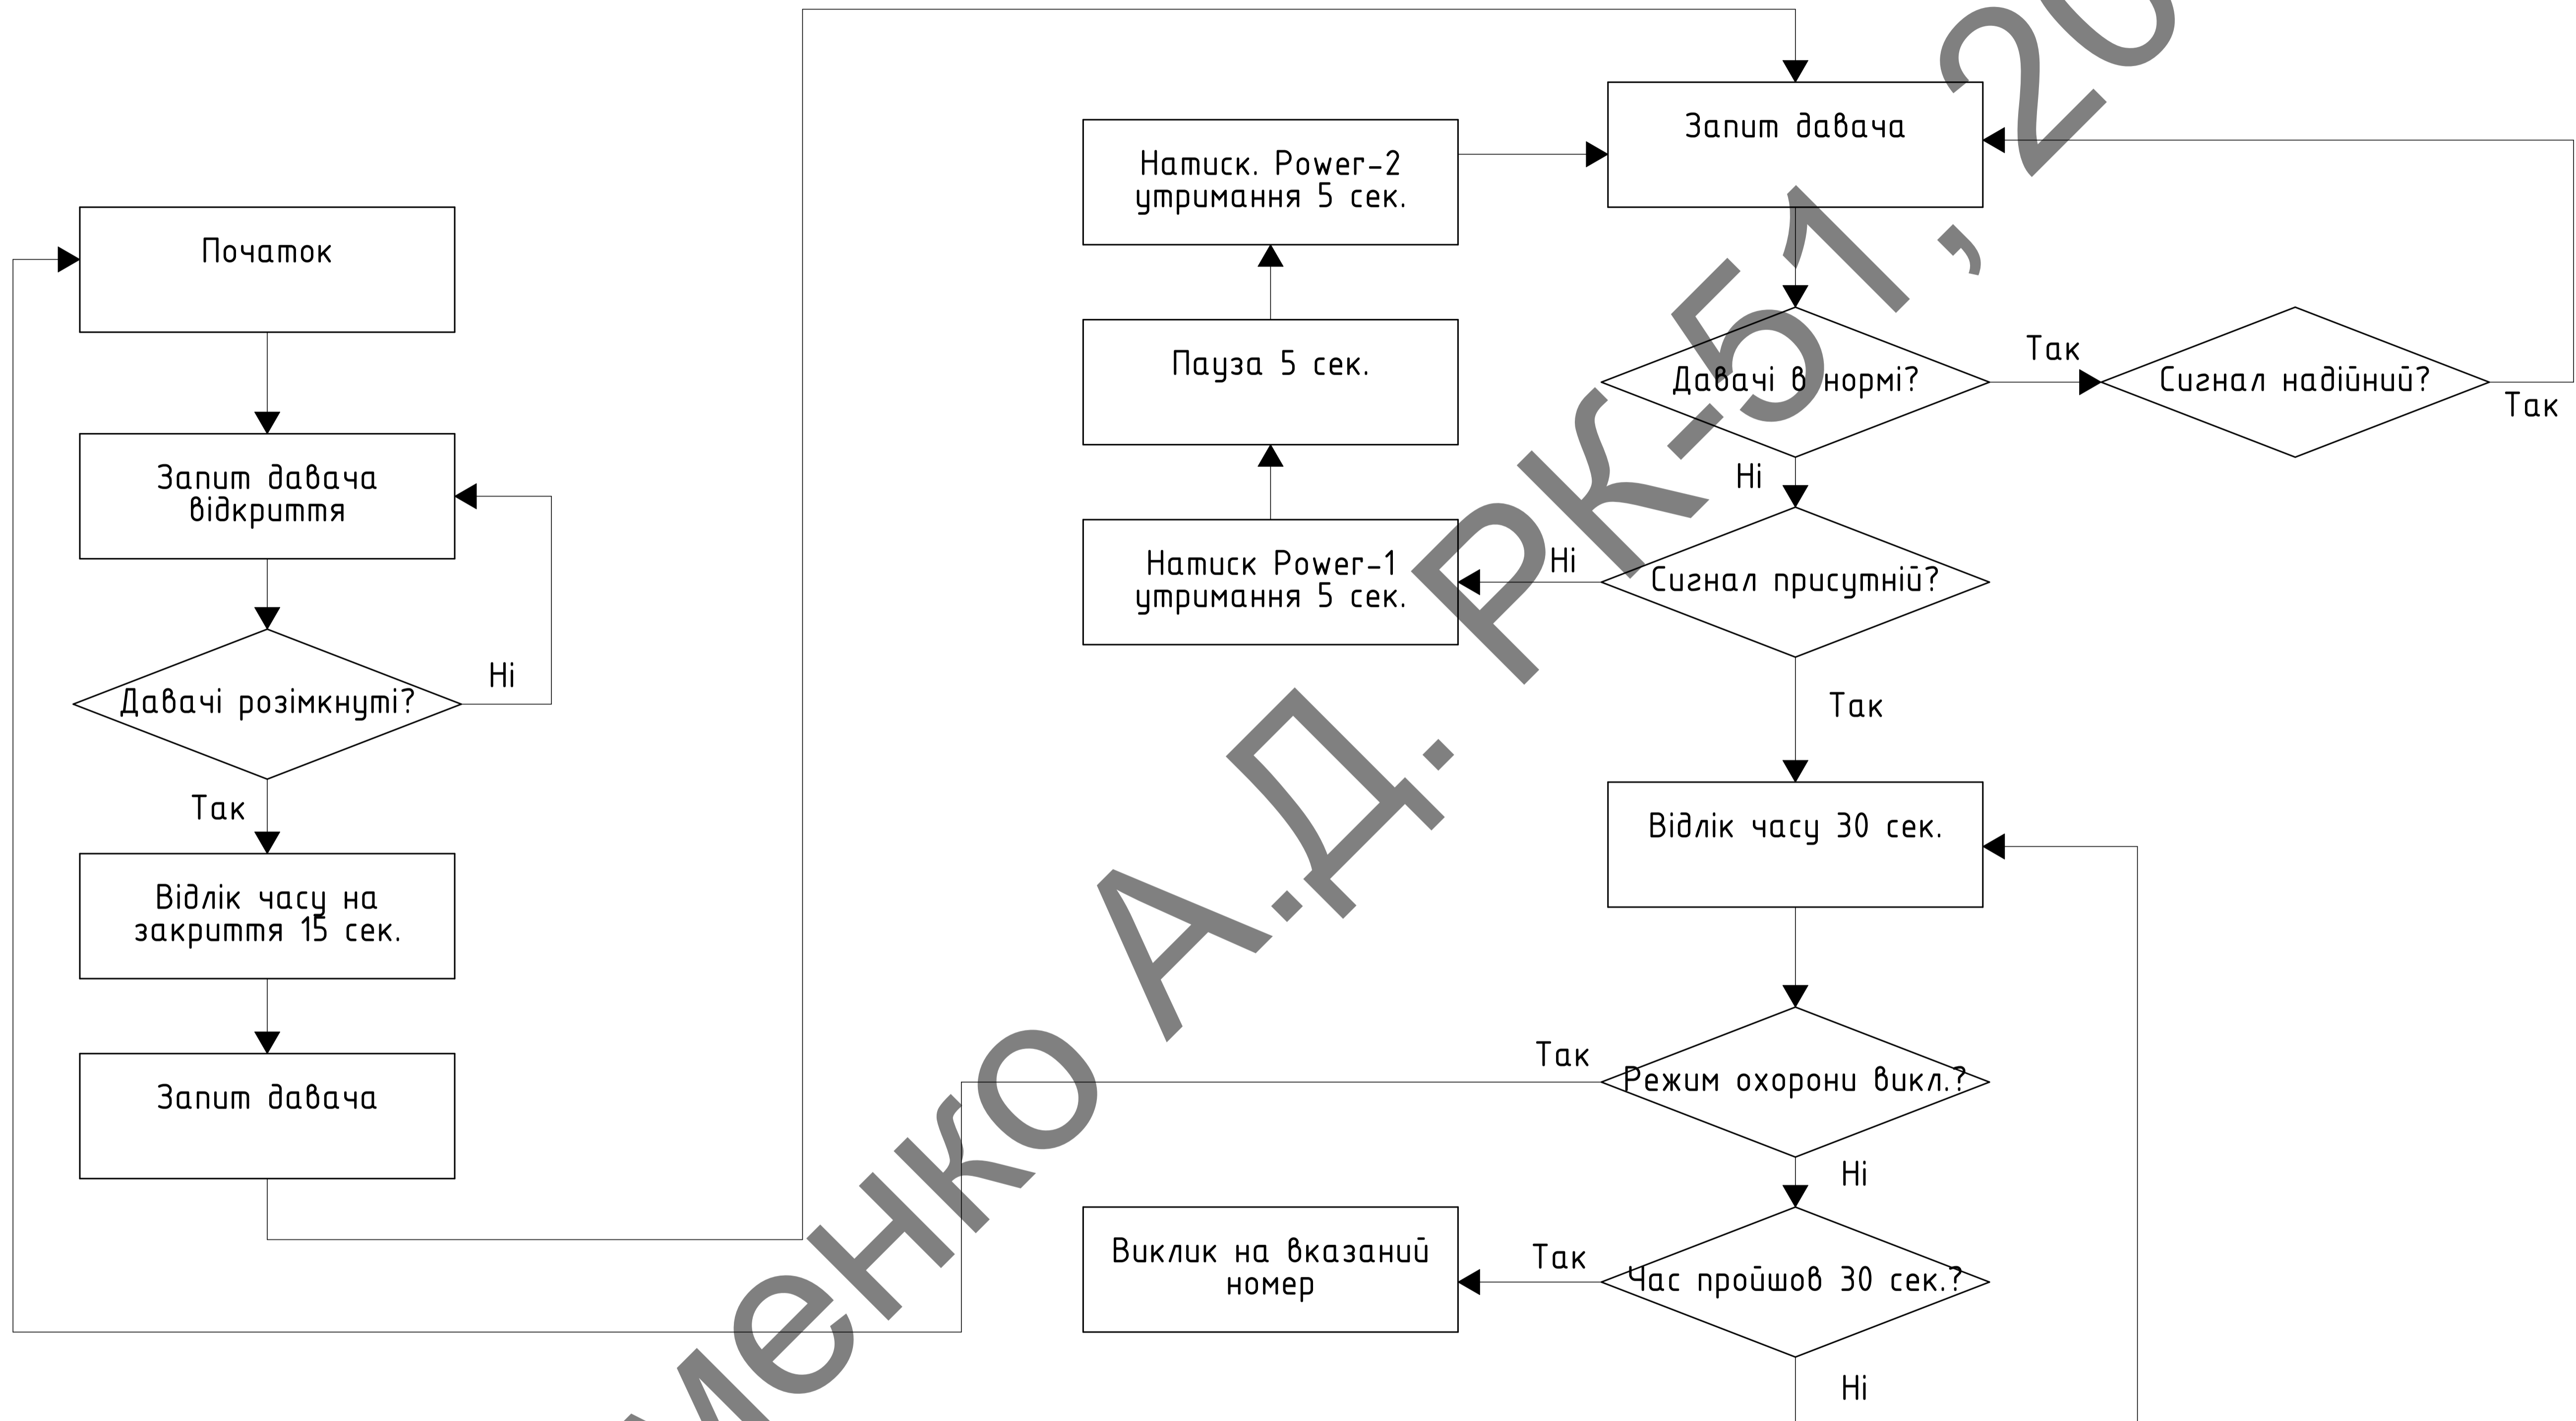 Початок
Запит давача
відкриття
Давачі розімкнуті?
Ні
Так
Відлік часу на
закриття 15 сек.
Запит давача
Натиск. Power-2
утримання 5 сек.
Пауза 5 сек.
Натиск Power-1
утримання 5 сек.
Запит давача
Давачі в нормі?
Так
Сигнал надійний?
Так
Ні
Сигнал присутній?
Ні
Так
Відлік часу 30 сек.
Режим охорони викл.?
Так
Ні
Час пройшов 30 сек.?
Так
Виклик на вказаний
номер
Ні
А.Д. РК-51,